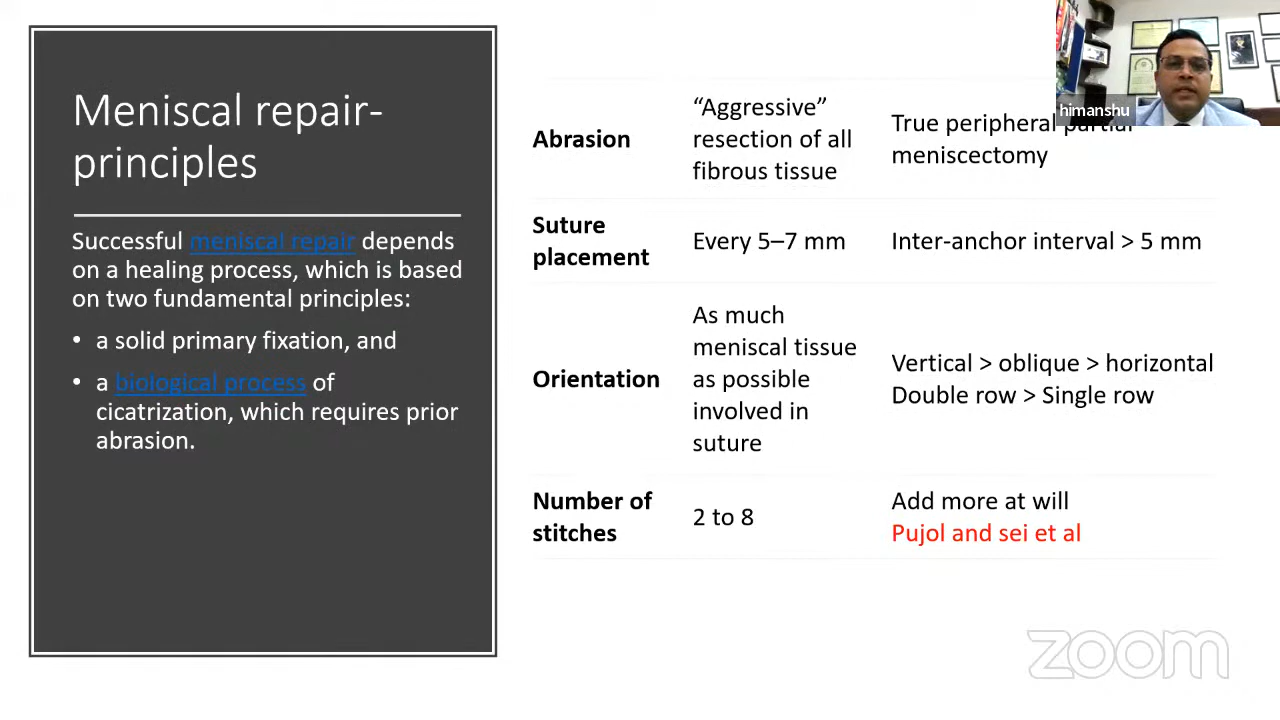 Meniscal repair-
principles
Successful meniscal repair depends
on a healing process, which is based
on two fundamental principles:
• a solid primary fixation, and
• a biological process of
cicatrization, which requires prior
abrasion.
Abrasion
“Aggressive”
resection of all
fibrous tissue
True peripheral partial
meniscectomy
Suture
placement
Every 5–7 mm
Inter-anchor interval > 5 mm
Orientation
As much
meniscal tissue
as possible
involved in
suture
Vertical > oblique > horizontal
Double row > Single row
Number of
stitches
2 to 8
Add more at will
Pujol and sei et al
himanshu
zoom